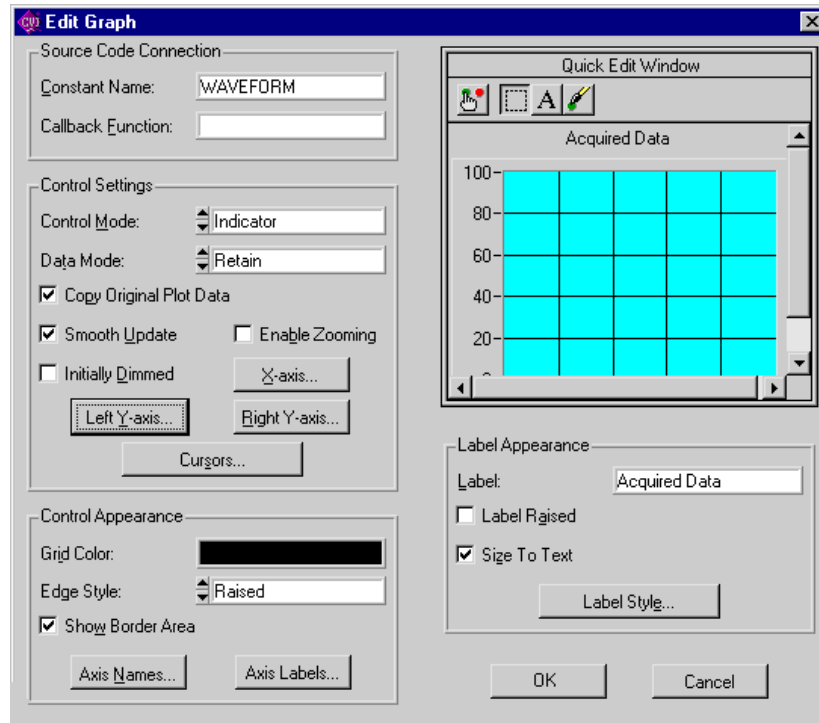 CVI Edit Graph
Source Code Connection
Constant Name: WAVEFORM
Callback Function:
Control Settings
Control Mode: Indicator
Data Mode: Retain
Copy Original Plot Data
Smooth Update
Enable Zooming
Initially Dimmed
X-axis...
Left Y-axis...
Right Y-axis...
Cursors...
Control Appearance
Grid Color:
Edge Style: Raised
Show Border Area
Axis Names...
Axis Labels...
Quick Edit Window
A
Acquired Data
100
80
60
40
20
Label Appearance
Label: Acquired Data
Label Raised
Size To Text
Label Style...
OK
Cancel